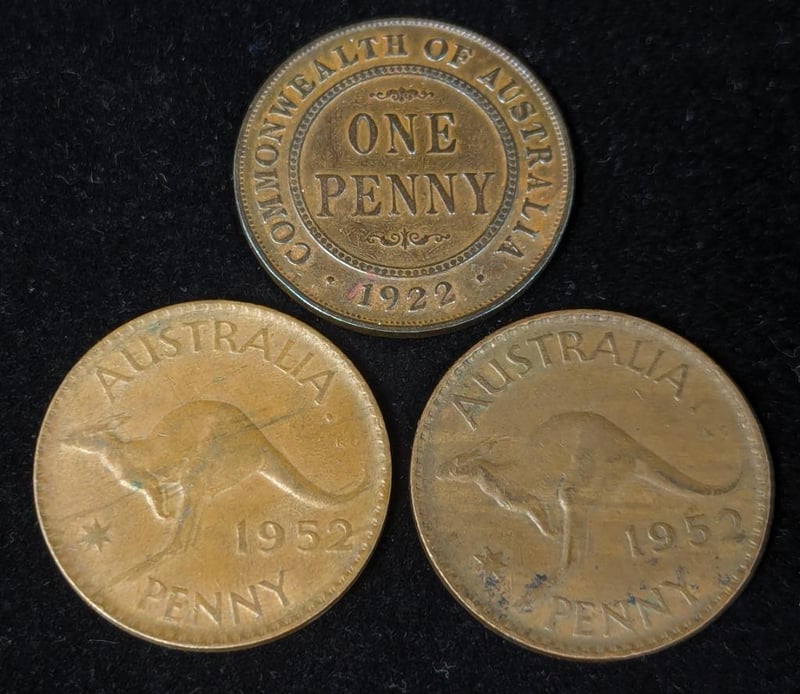 COMMONWEALTH OF AUSTRALIA
ONE
PENNY
· 1922 ·
AUSTRALIA
1952
PENNY
AUSTRALIA
1952
PENNY